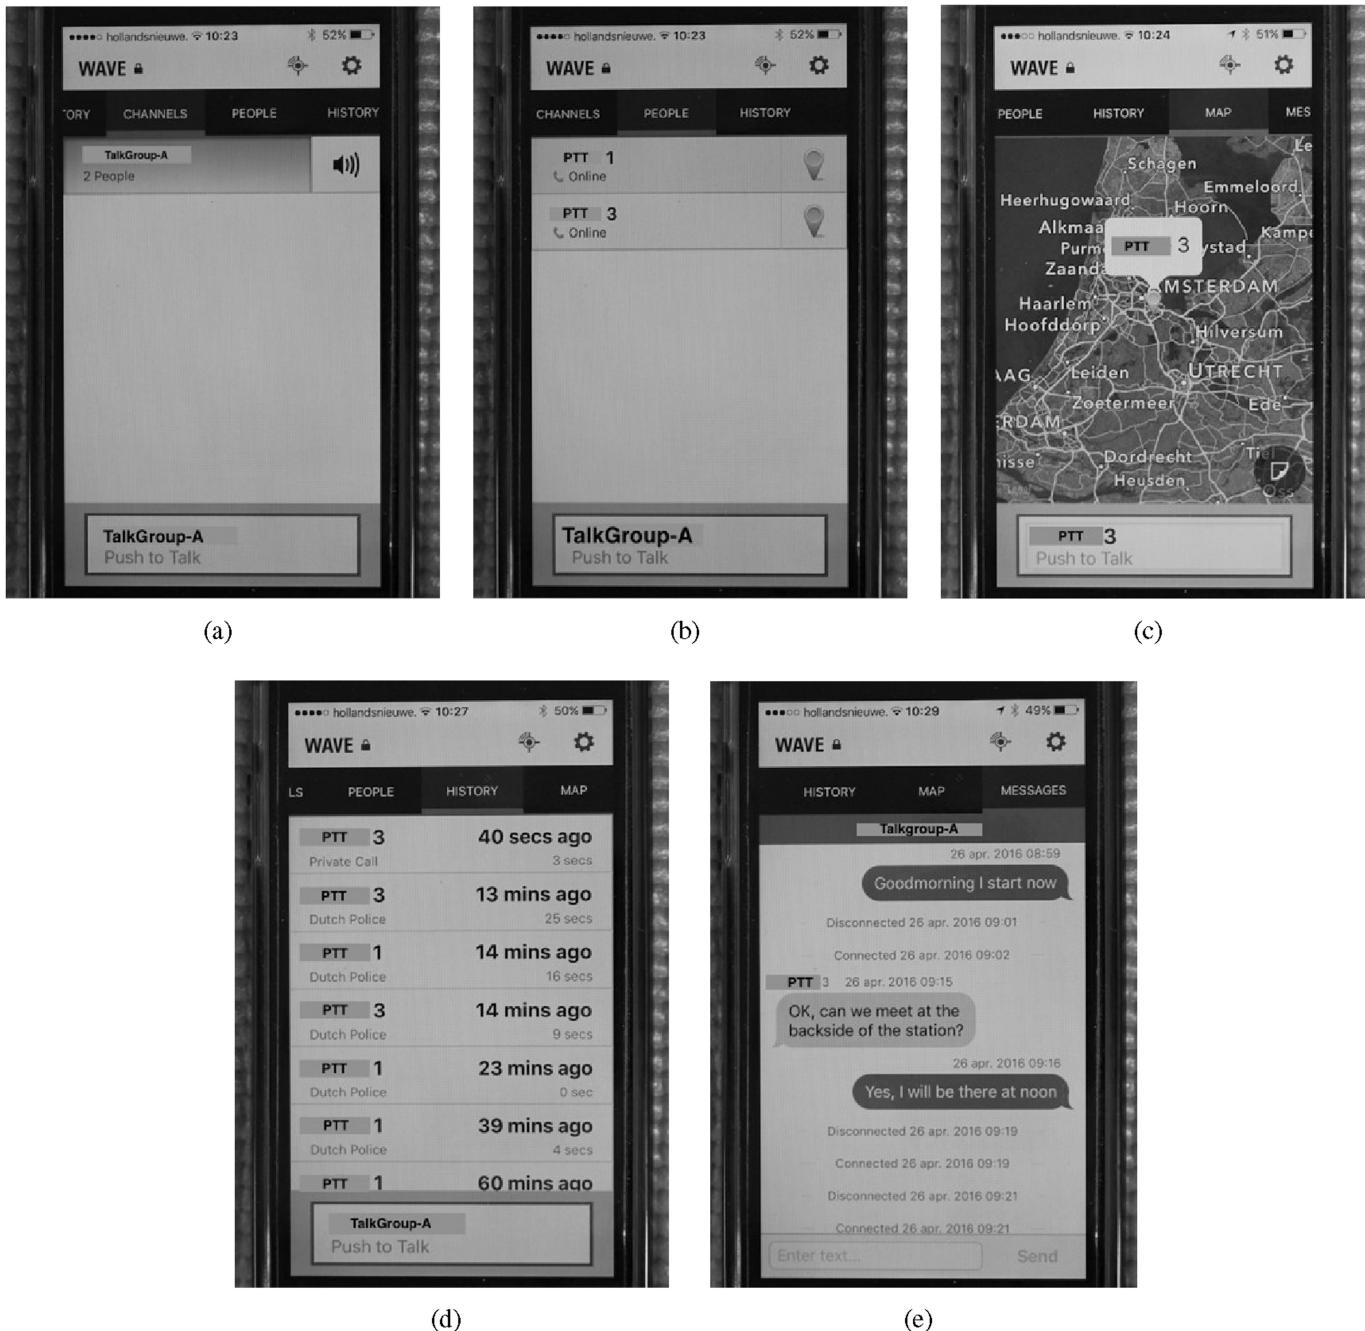 hollandsnieuwe. 10:23 52%
WAVE
TORY CHANNELS PEOPLE HISTORY
TalkGroup-A
2 People
TalkGroup-A
Push to Talk
(a)
hollandsnieuwe. 10:23 52%
WAVE
CHANNELS PEOPLE HISTORY
PTT 1
Online
PTT 3
Online
TalkGroup-A
Push to Talk
(b)
hollandsnieuwe. 10:24 51%
WAVE
PEOPLE HISTORY MAP MES
Le
Schagen
Emmeloord
Heerhugowaard
Hoorn
Alkmaa
Kampe
Purm
PTT 3
ystad
Zaanda
MSTERDAM
Haarlem
Hoofddorp
Hilversum
AAG
Leiden
UTRECHT
Zoetermeer
Ede
ERDAM
nisse
Dordrecht
Tiel
Heusden
Legal
Oss
PTT 3
Push to Talk
(c)
hollandsnieuwe. 10:27 50%
WAVE
LS PEOPLE HISTORY MAP
PTT 3 40 secs ago
Private Call 3 secs
PTT 3 13 mins ago
Dutch Police 25 secs
PTT 1 14 mins ago
Dutch Police 16 secs
PTT 3 14 mins ago
Dutch Police 9 secs
PTT 1 23 mins ago
Dutch Police 0 sec
PTT 1 39 mins ago
Dutch Police 4 secs
PTT 1 60 mins ago
TalkGroup-A
Push to Talk
(d)
hollandsnieuwe. 10:29 49%
WAVE
HISTORY MAP MESSAGES
Talkgroup-A
26 apr. 2016 08:59
Goodmorning I start now
Disconnected 26 apr. 2016 09:01
Connected 26 apr. 2016 09:02
PTT 3 26 apr. 2016 09:15
OK, can we meet at the
backside of the station?
26 apr. 2016 09:16
Yes, I will be there at noon
Disconnected 26 apr. 2016 09:19
Connected 26 apr. 2016 09:19
Disconnected 26 apr. 2016 09:21
Connected 26 apr. 2016 09:21
Enter text... Send
(e)